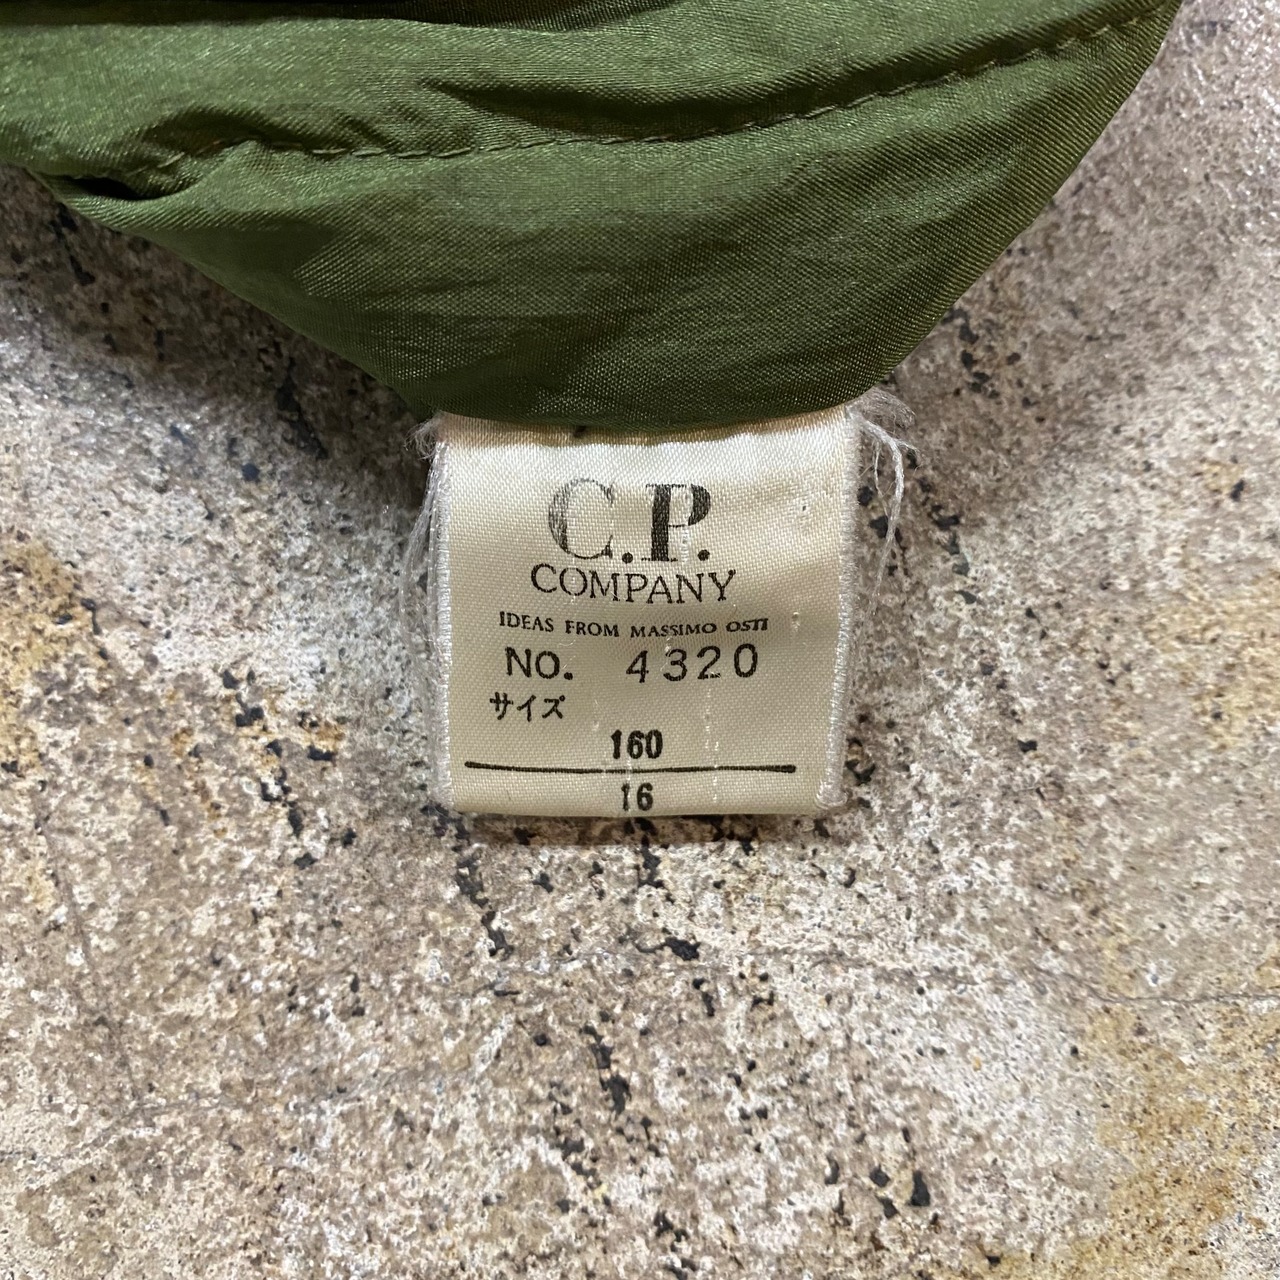 C.P.
COMPANY
IDEAS FROM MASSIMO OSTI
NO. 4320
サイズ
160
16